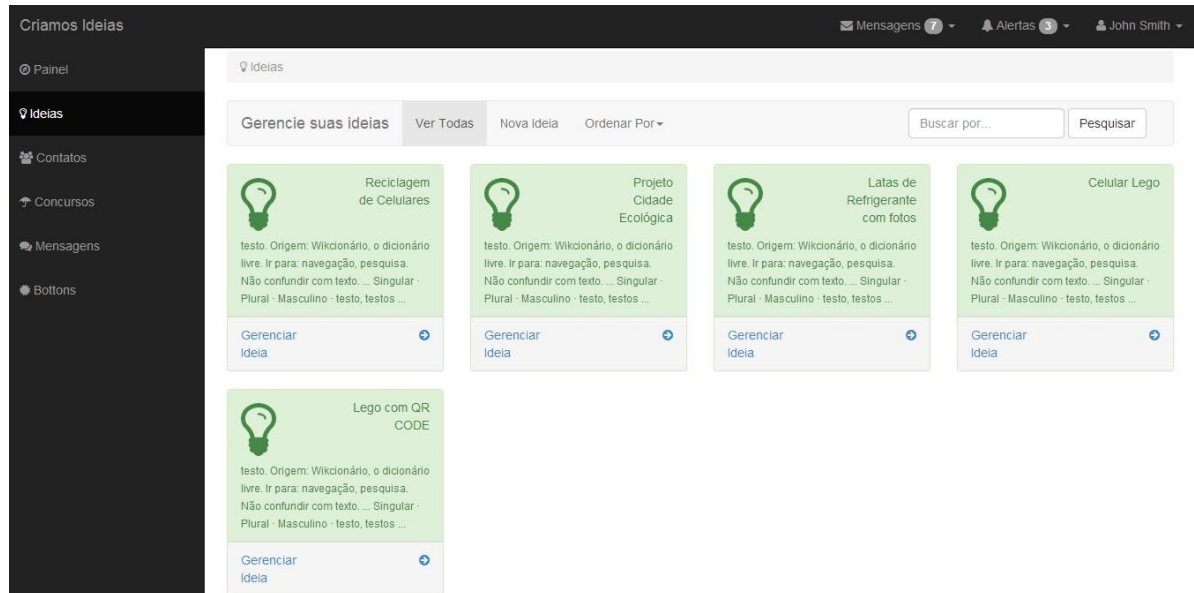 Criamos Ideias
Mensagens 7
Alertas 3
John Smith
Painel
Ideias
Contatos
Concursos
Mensagens
Bottons
Ideias
Gerencie suas ideias
Ver Todas
Nova Ideia
Ordenar Por
Buscar por...
Pesquisar
Reciclagem
de Celulares
testo. Origem: Wikcionário, o dicionário
livre. Ir para: navegação, pesquisa.
Não confundir com texto. ... Singular ·
Plural · Masculino · testo, testos ...
Gerenciar
Ideia
Projeto
Cidade
Ecológica
testo. Origem: Wikcionário, o dicionário
livre. Ir para: navegação, pesquisa.
Não confundir com texto. ... Singular ·
Plural · Masculino · testo, testos ...
Gerenciar
Ideia
Latas de
Refrigerante
com fotos
testo. Origem: Wikcionário, o dicionário
livre. Ir para: navegação, pesquisa.
Não confundir com texto. ... Singular ·
Plural · Masculino · testo, testos ...
Gerenciar
Ideia
Celular Lego
testo. Origem: Wikcionário, o dicionário
livre. Ir para: navegação, pesquisa.
Não confundir com texto. ... Singular ·
Plural · Masculino · testo, testos ...
Gerenciar
Ideia
Lego com QR
CODE
testo. Origem: Wikcionário, o dicionário
livre. Ir para: navegação, pesquisa.
Não confundir com texto. ... Singular ·
Plural · Masculino · testo, testos ...
Gerenciar
Ideia